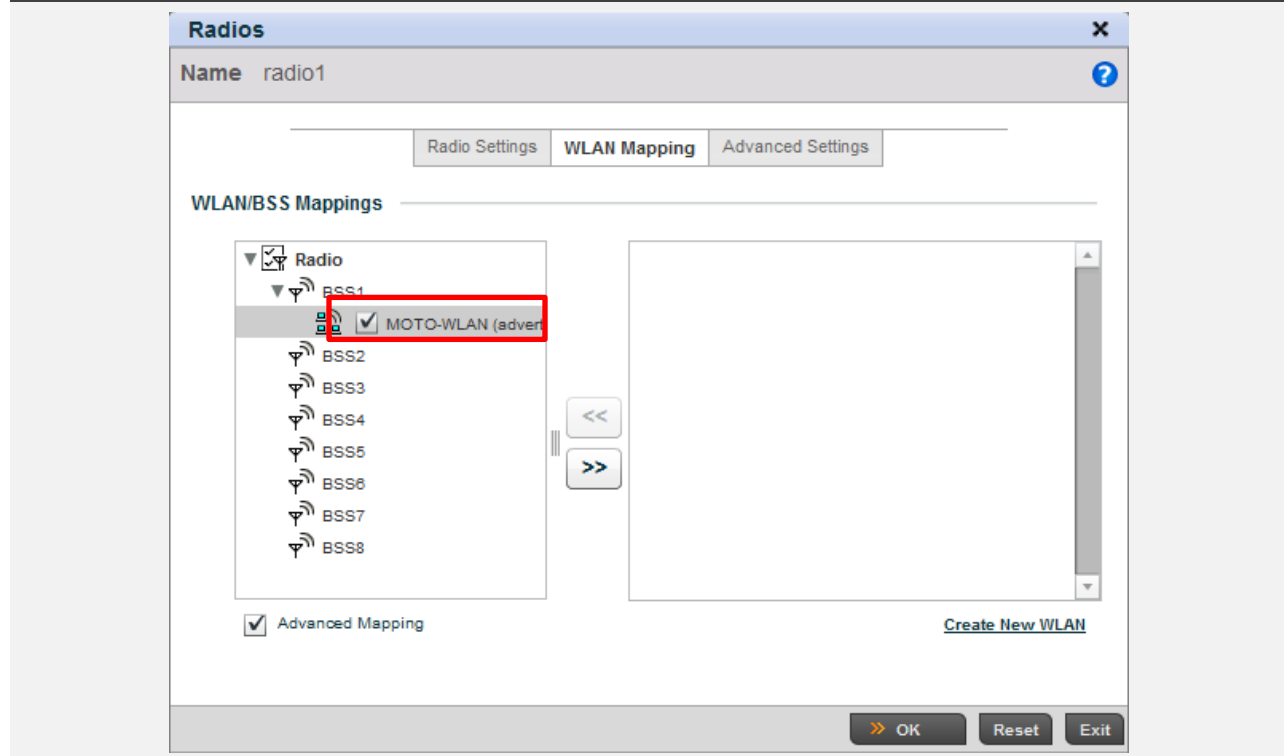 Radios
Name radio1
Radio Settings WLAN Mapping Advanced Settings
WLAN/BSS Mappings
Radio
BSS1
MOTO-WLAN (advert
BSS2
BSS3
BSS4
<<
BSS5
>>
BSS6
BSS7
BSS8
Advanced Mapping
Create New WLAN
>> OK Reset Exit